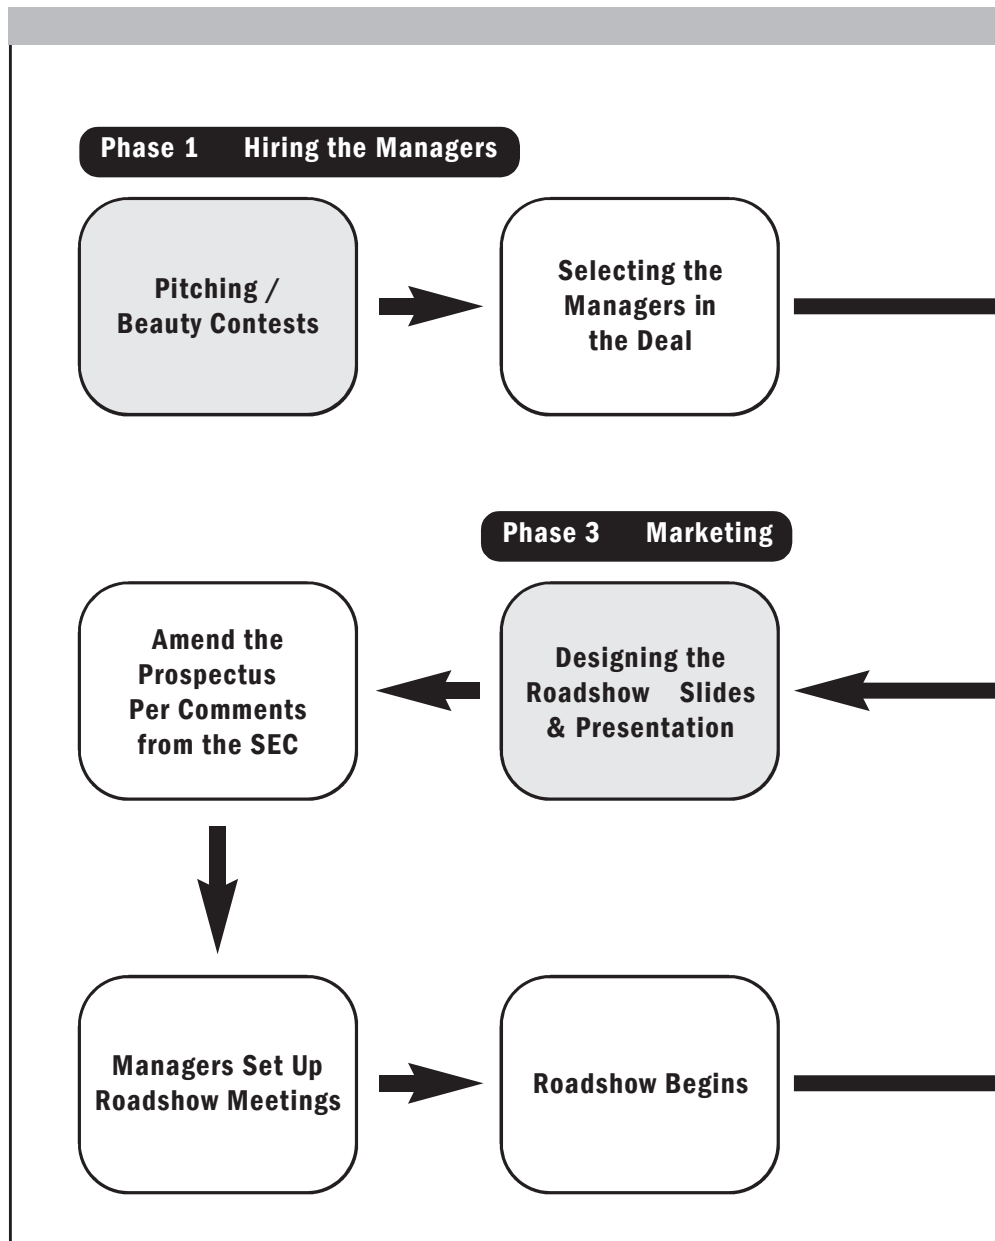 Phase 1 Hiring the Managers
Pitching /
Beauty Contests
Selecting the
Managers in
the Deal
Phase 3 Marketing
Designing the
Roadshow Slides
& Presentation
Amend the
Prospectus
Per Comments
from the SEC
Managers Set Up
Roadshow Meetings
Roadshow Begins